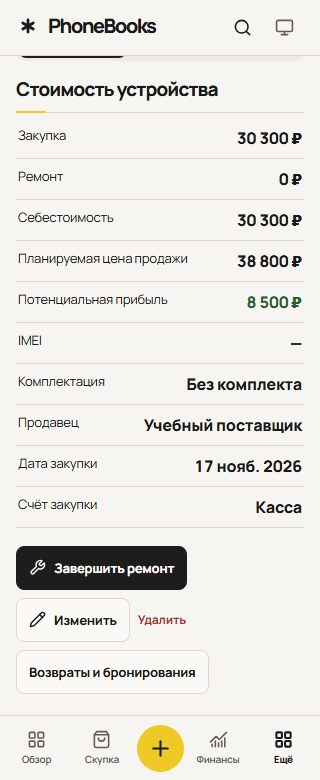 PhoneBooks
Стоимость устройства
Закупка 30 300 ₽
Ремонт 0 ₽
Себестоимость 30 300 ₽
Планируемая цена продажи 38 800 ₽
Потенциальная прибыль 8 500 ₽
IMEI —
Комплектация Без комплекта
Продавец Учебный поставщик
Дата закупки 17 нояб. 2026
Счёт закупки Касса
Завершить ремонт
Изменить Удалить
Возвраты и бронирования
Обзор Скупка Финансы Ещё